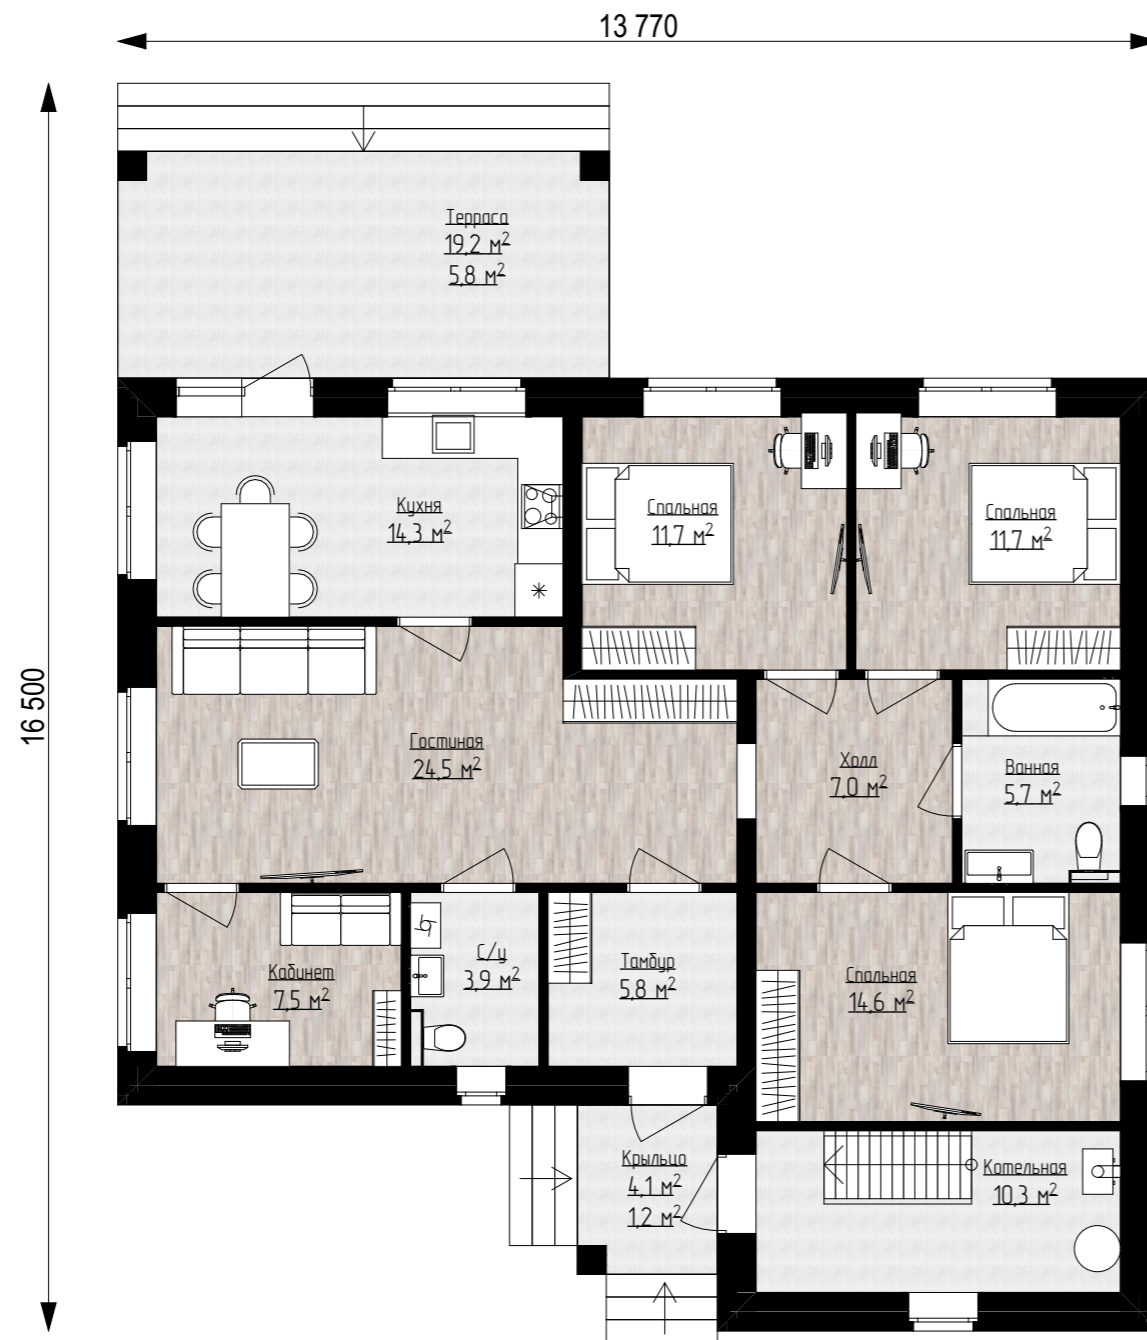 13 770
16 500
Терраса
19,2 м²
5,8 м²
Кухня
14,3 м²
Спальная
11,7 м²
Спальная
11,7 м²
Гостиная
24,5 м²
Холл
7,0 м²
Ванная
5,7 м²
Кабинет
7,5 м²
С/у
3,9 м²
Тамбур
5,8 м²
Спальная
14,6 м²
Крыльцо
4,1 м²
1,2 м²
Котельная
10,3 м²